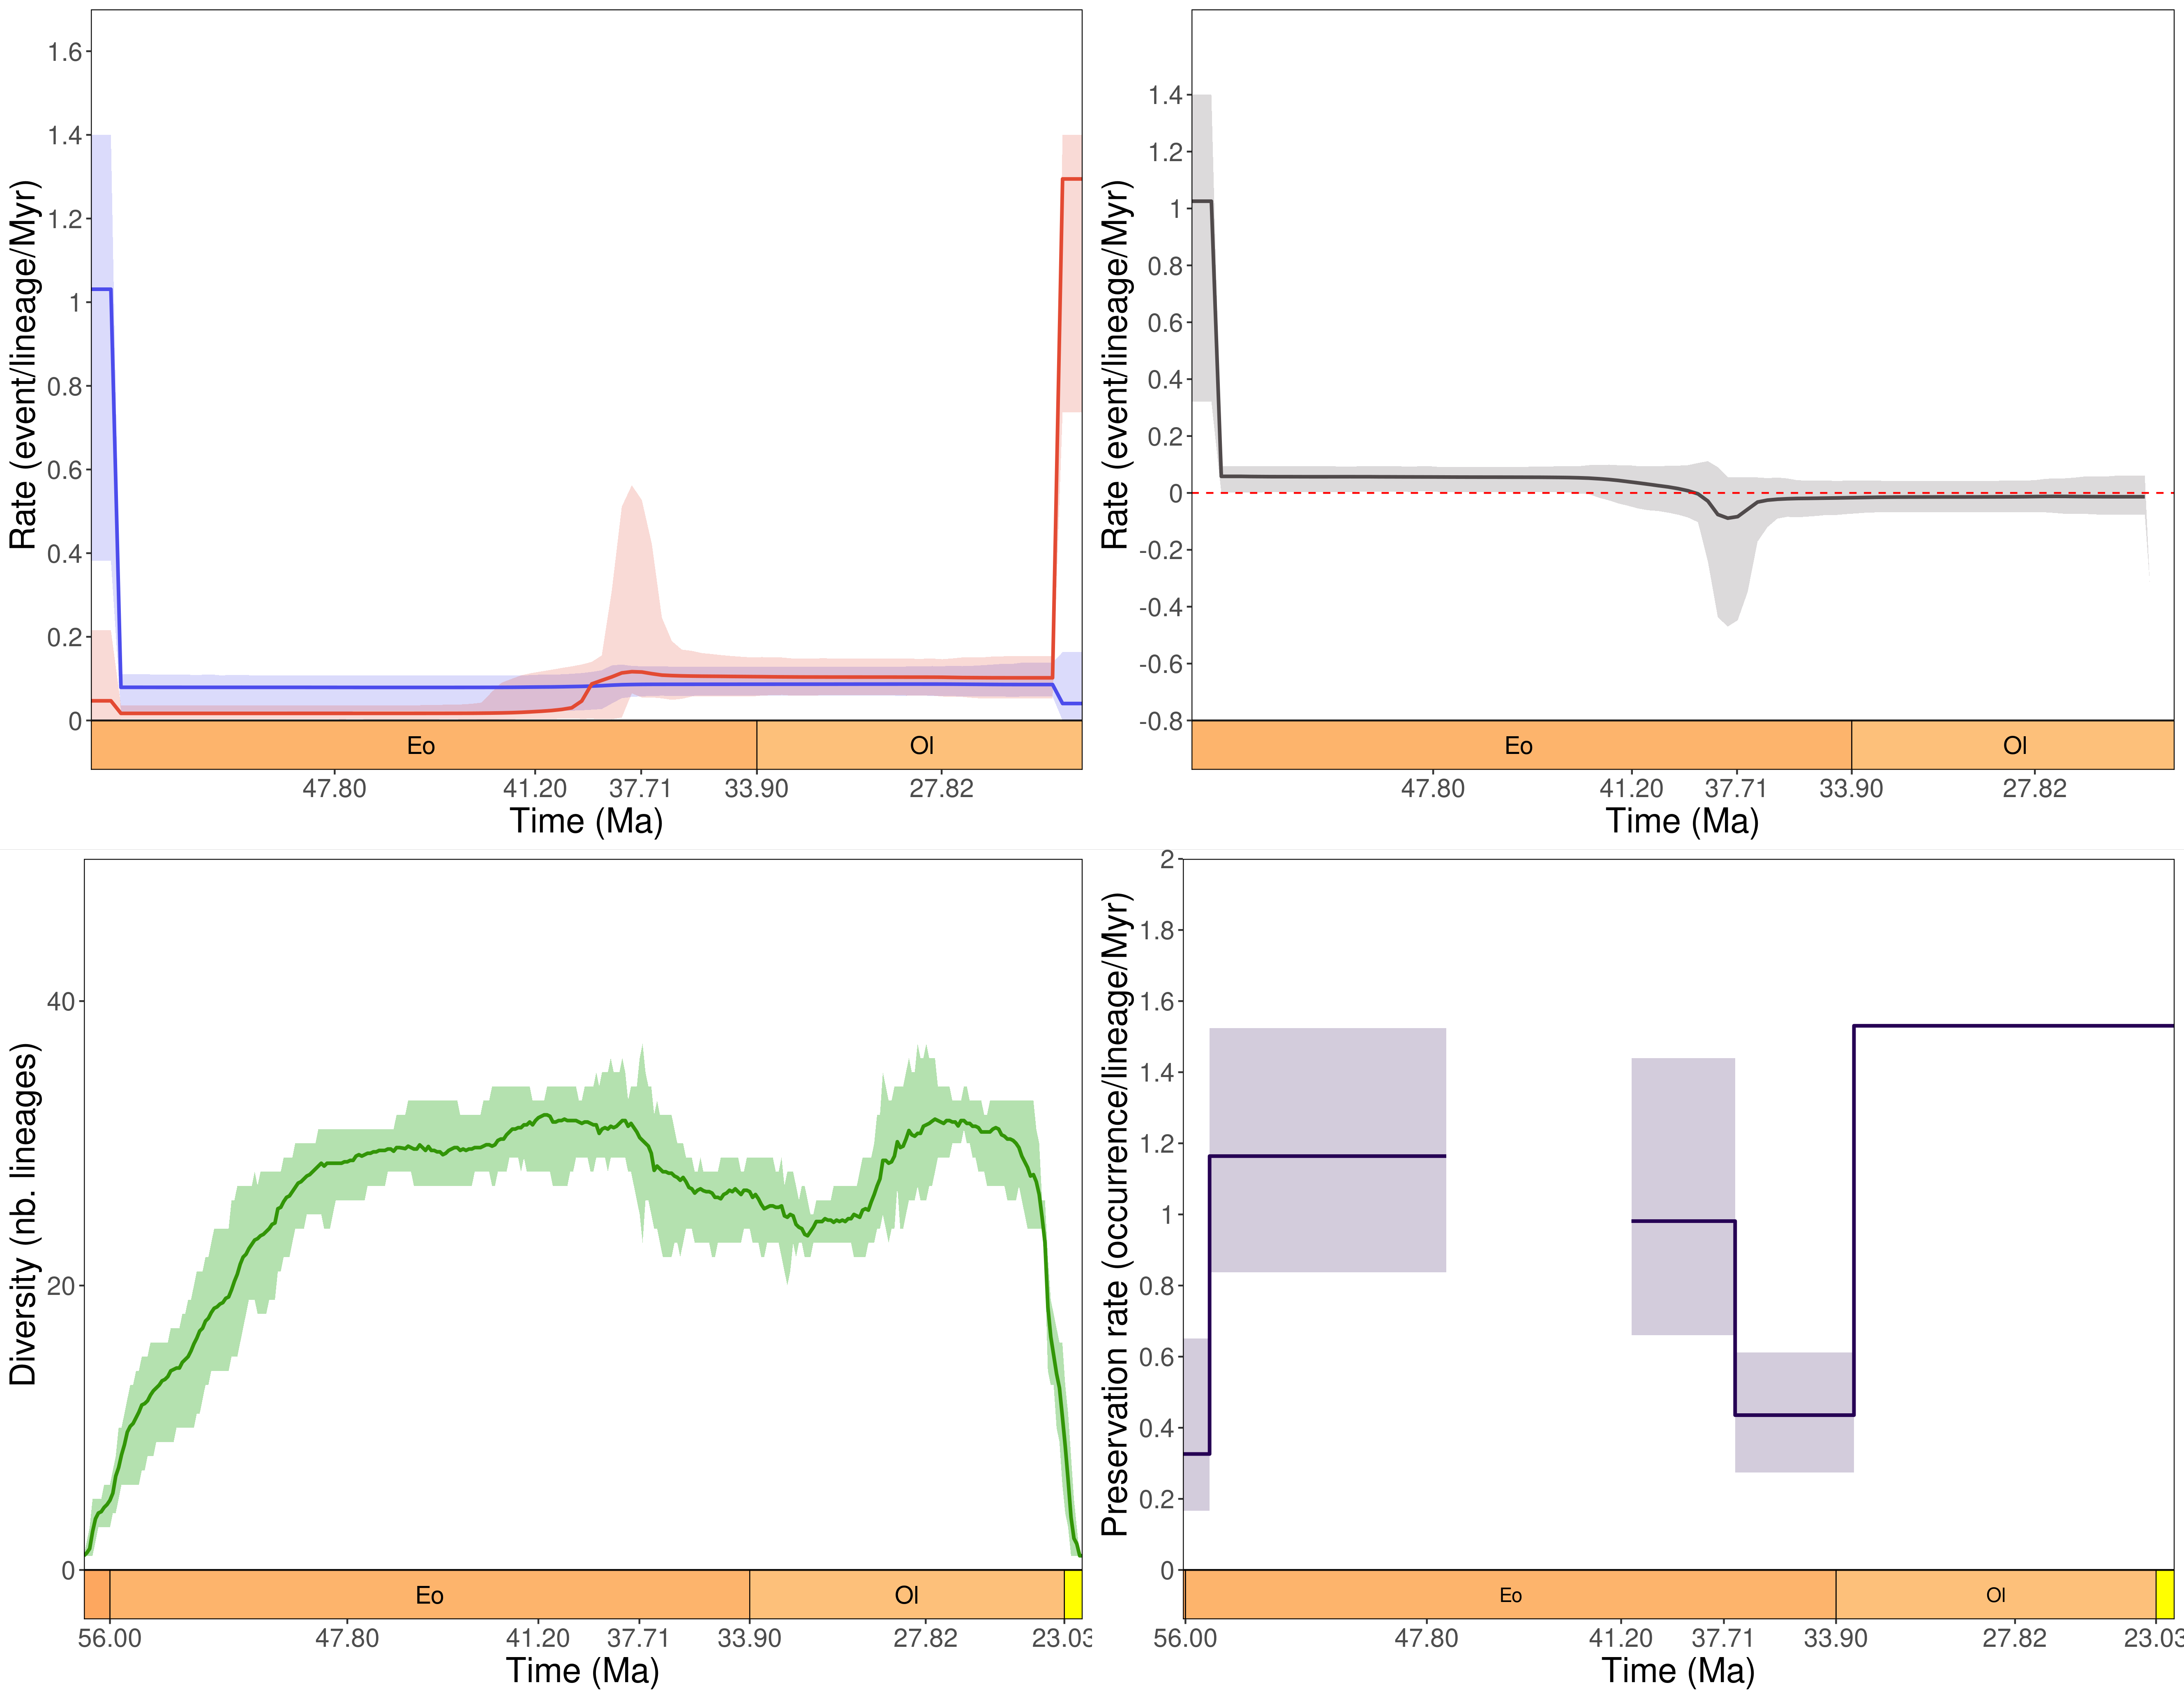 Rate (event/lineage/Myr)
1.6
1.4
1.2
1
0.8
0.6
0.4
0.2
0
Eo Ol
47.80 41.20 37.71 33.90 27.82
Time (Ma)
Rate (event/lineage/Myr)
1.4
1.2
1
0.8
0.6
0.4
0.2
0
-0.2
-0.4
-0.6
-0.8
Eo Ol
47.80 41.20 37.71 33.90 27.82
Time (Ma)
Diversity (nb. lineages)
40
20
0
Eo Ol
56.00 47.80 41.20 37.71 33.90 27.82 23.03
Time (Ma)
Preservation rate (occurrence/lineage/Myr)
2
1.8
1.6
1.4
1.2
1
0.8
0.6
0.4
0.2
0
Eo Ol
56.00 47.80 41.20 37.71 33.90 27.82 23.03
Time (Ma)